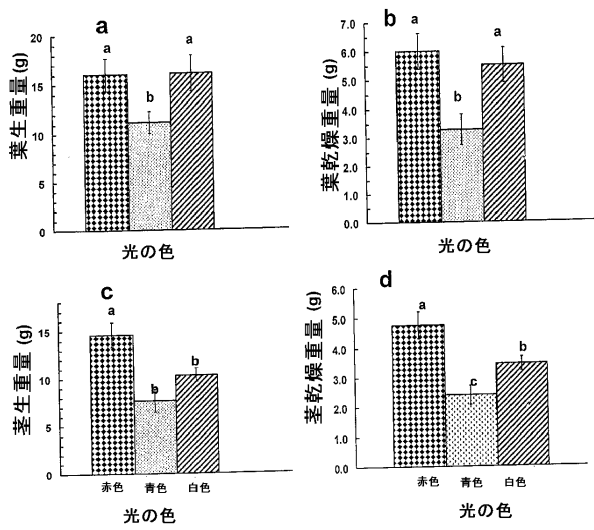 a
葉生重量 (g)
20
15
10
5
0
a
b
a
光の色
b
葉乾燥重量 (g)
6.0
5.0
4.0
3.0
2.0
1.0
0.0
a
b
a
光の色
c
茎生重量 (g)
15
10
5
0
a
b
b
赤色 青色 白色
光の色
d
茎乾燥重量 (g)
6.0
5.0
4.0
3.0
2.0
1.0
0.0
a
c
b
赤色 青色 白色
光の色